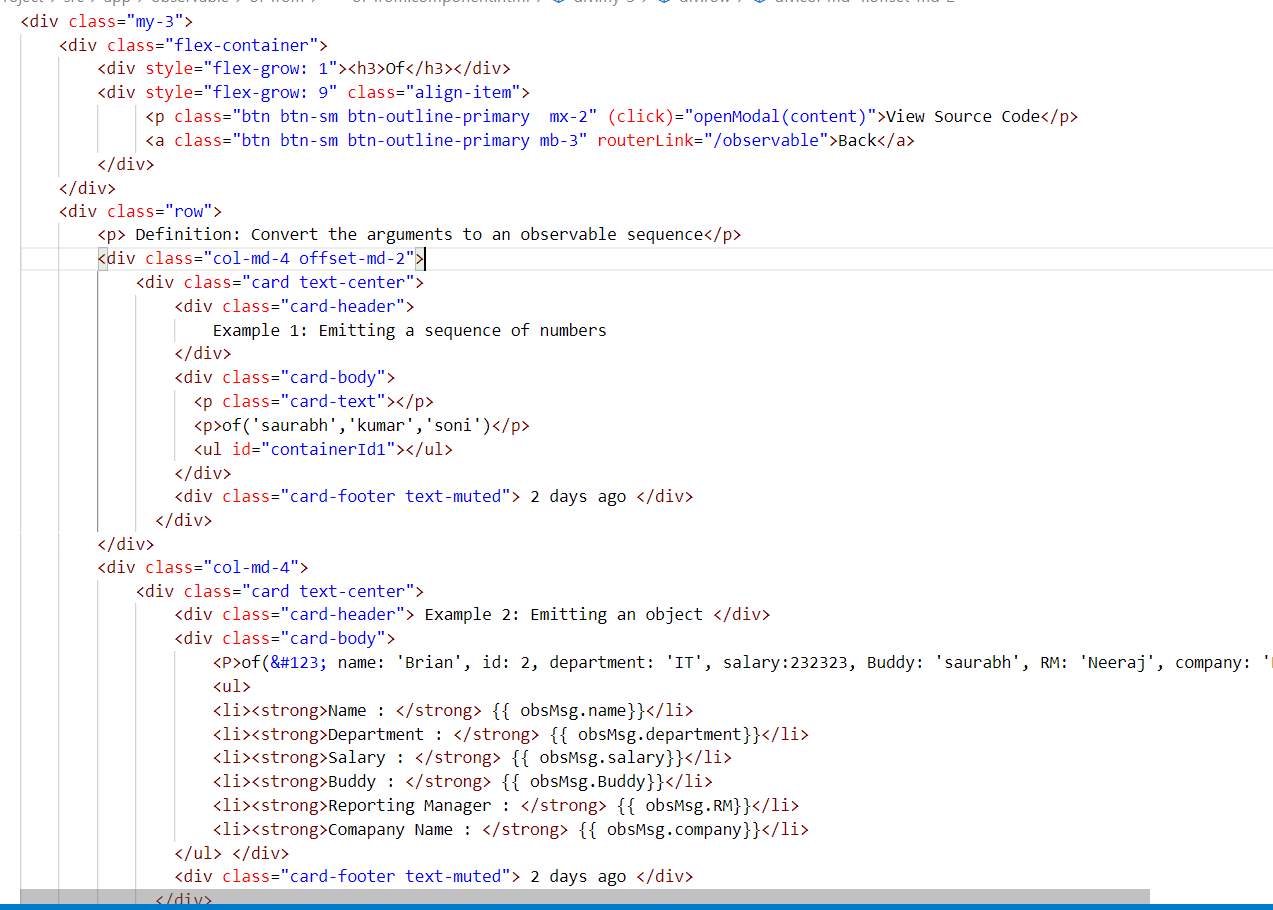 <div class="my-3">
<div class="flex-container">
<div style="flex-grow: 1"><h3>Of</h3></div>
<div style="flex-grow: 9" class="align-item">
<p class="btn btn-sm btn-outline-primary  mx-2" (click)="openModal(content)">View Source Code</p>
<a class="btn btn-sm btn-outline-primary mb-3" routerLink="/observable">Back</a>
</div>
</div>
<div class="row">
<p> Definition: Convert the arguments to an observable sequence</p>
<div class="col-md-4 offset-md-2">
<div class="card text-center">
<div class="card-header">
Example 1: Emitting a sequence of numbers
</div>
<div class="card-body">
<p class="card-text"></p>
<p>of('saurabh','kumar','soni')</p>
<ul id="containerId1"></ul>
</div>
<div class="card-footer text-muted"> 2 days ago </div>
</div>
</div>
<div class="col-md-4">
<div class="card text-center">
<div class="card-header"> Example 2: Emitting an object </div>
<div class="card-body">
<P>of(&#123; name: 'Brian', id: 2, department: 'IT', salary:232323, Buddy: 'saurabh', RM: 'Neeraj', company: '
<ul>
<li><strong>Name : </strong> {{ obsMsg.name}}</li>
<li><strong>Department : </strong> {{ obsMsg.department}}</li>
<li><strong>Salary : </strong> {{ obsMsg.salary}}</li>
<li><strong>Buddy : </strong> {{ obsMsg.Buddy}}</li>
<li><strong>Reporting Manager : </strong> {{ obsMsg.RM}}</li>
<li><strong>Comapany Name : </strong> {{ obsMsg.company}}</li>
</ul> </div>
<div class="card-footer text-muted"> 2 days ago </div>
</div>